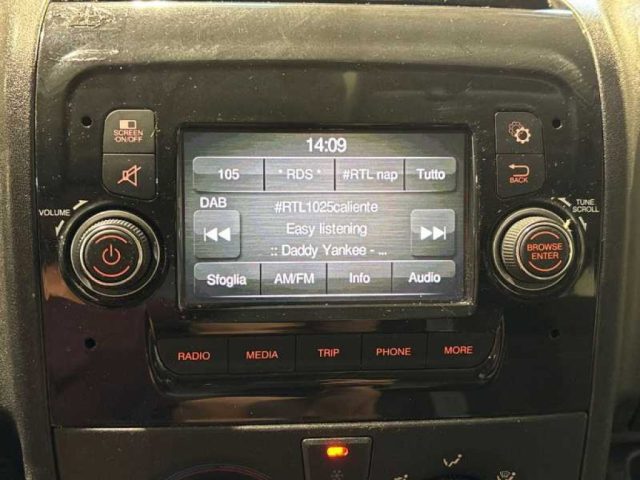 14:09
SCREEN
ON/OFF
105 * RDS * #RTL nap Tutto
BACK
DAB
#RTL1025caliente
VOLUME
TUNE
SCROLL
Easy listening
BROWSE
ENTER
:: Daddy Yankee - ...
Sfoglia AM/FM Info Audio
RADIO MEDIA TRIP PHONE MORE